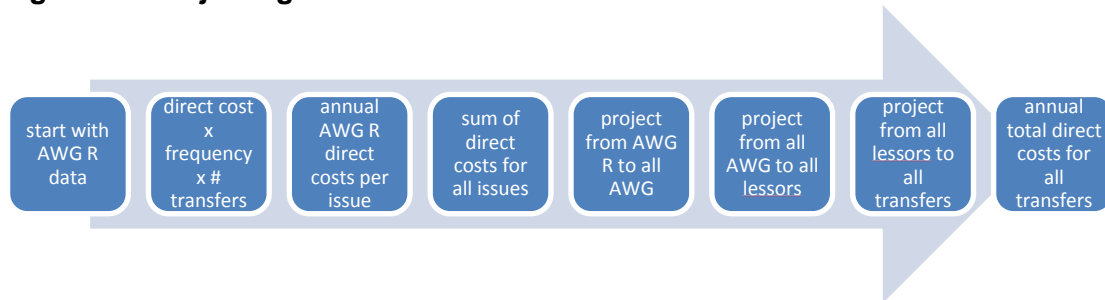 start with
AWG R
data
direct cost
x
frequency
x #
transfers
annual
AWG R
direct
costs per
issue
sum of
direct
costs for
all issues
project
from AWG
R to all
AWG
project
from all
AWG to all
lessors
project
from all
lessors to
all
transfers
annual
total direct
costs for
all
transfers